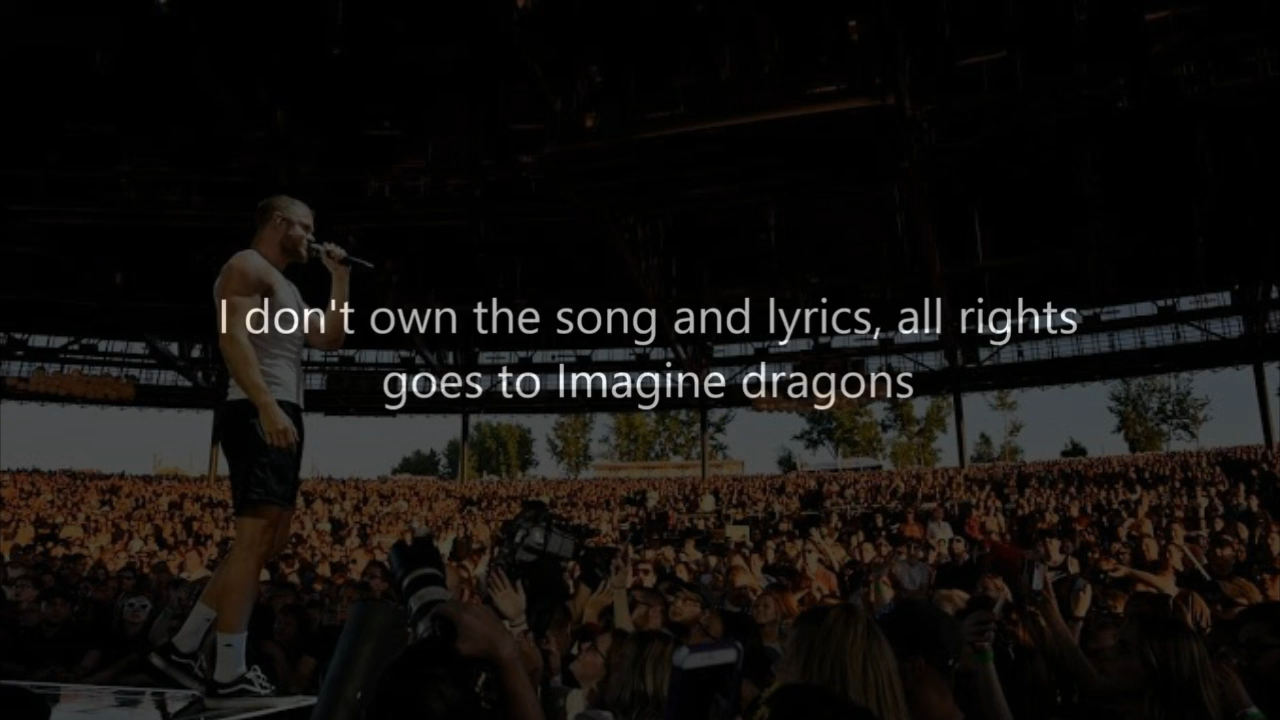 I don't own the song and lyrics, all rights
goes to Imagine dragons